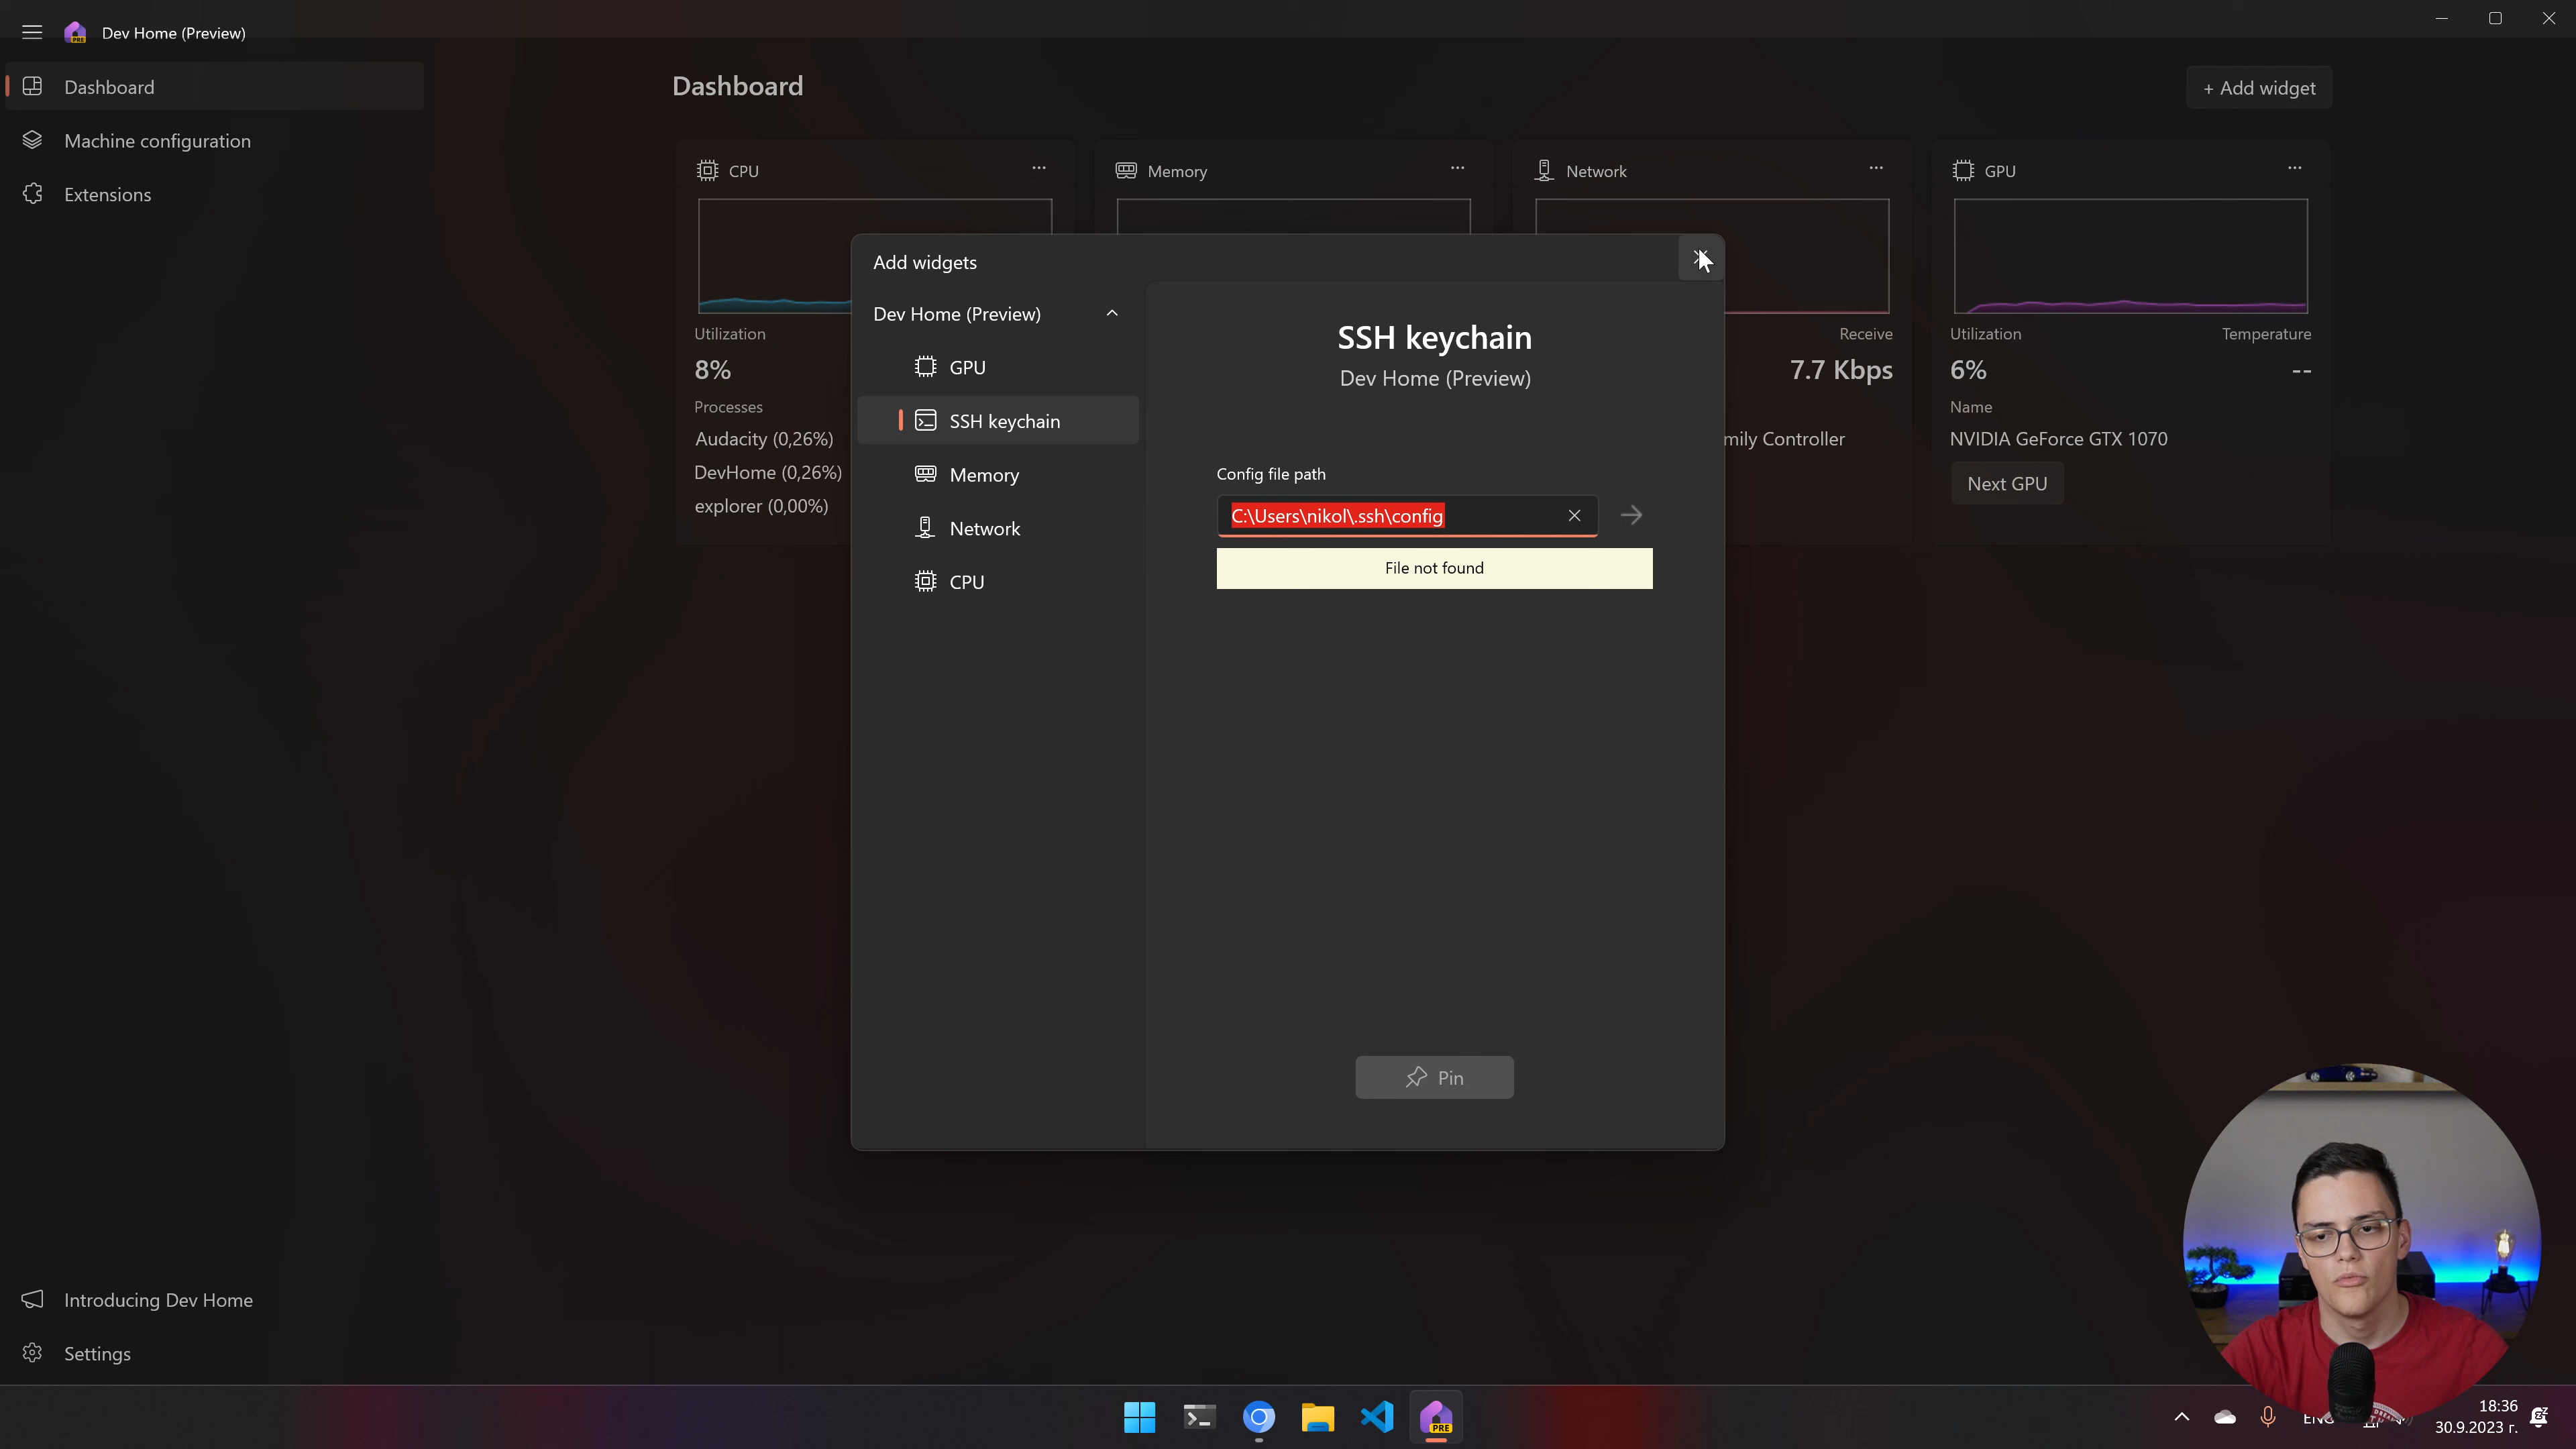 Dev Home (Preview)
Dashboard
Machine configuration
Extensions
Introducing Dev Home
Settings
Dashboard
+ Add widget
CPU
Utilization
8%
Processes
Audacity (0,26%)
DevHome (0,26%)
explorer (0,00%)
Memory
Network
Receive
7.7 Kbps
mily Controller
GPU
Utilization
Temperature
6%
--
Name
NVIDIA GeForce GTX 1070
Next GPU
Add widgets
Dev Home (Preview)
GPU
SSH keychain
Memory
Network
CPU
SSH keychain
Dev Home (Preview)
Config file path
C:\Users\nikol\.ssh\config
File not found
Pin
PRE
ENG
18:36
30.9.2023 г.